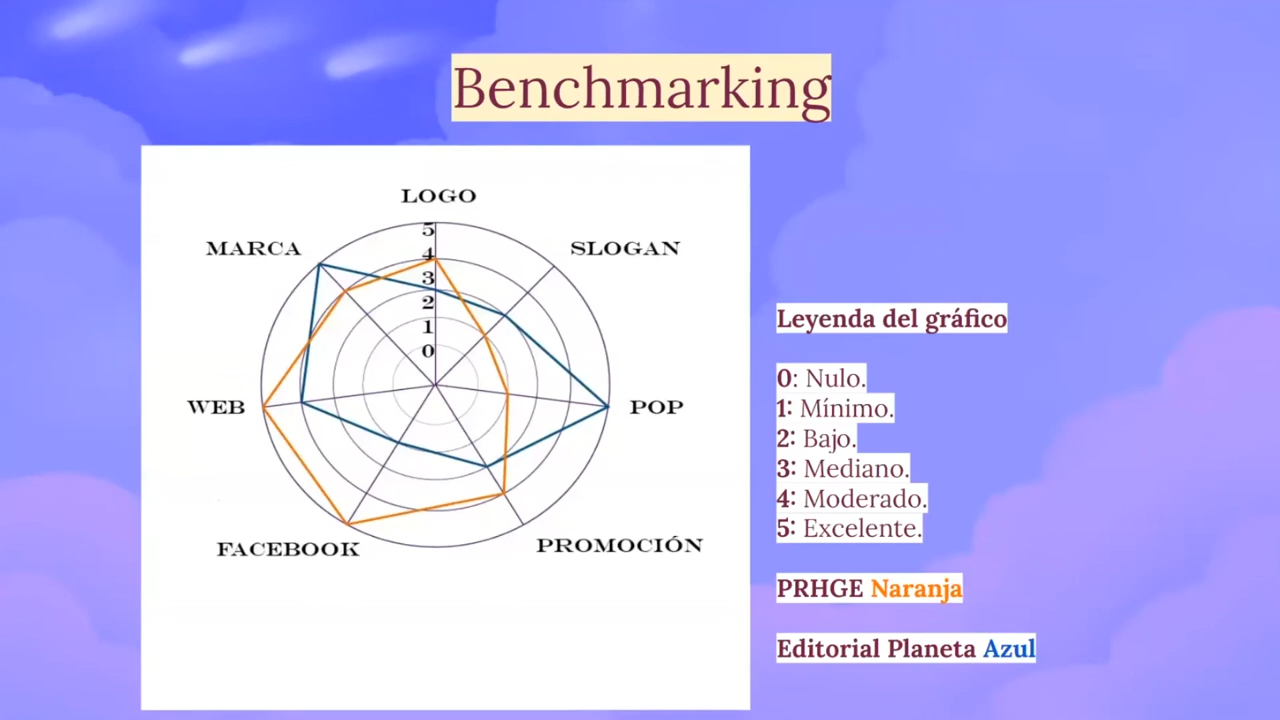 Benchmarking
LOGO
MARCA
SLOGAN
5
4
3
2
1
0
WEB
POP
FACEBOOK
PROMOCIÓN
Leyenda del gráfico
0: Nulo.
1: Mínimo.
2: Bajo.
3: Mediano.
4: Moderado.
5: Excelente.
PRHGE Naranja
Editorial Planeta Azul